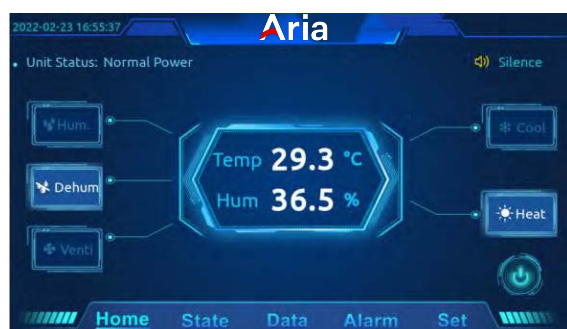 2022-02-23 16:55:37
Aria
Unit Status: Normal Power
Silence
Hum.
Cool
Temp 29.3 °C
Dehum
Hum 36.5 %
Heat
Venti
Home State Data Alarm Set